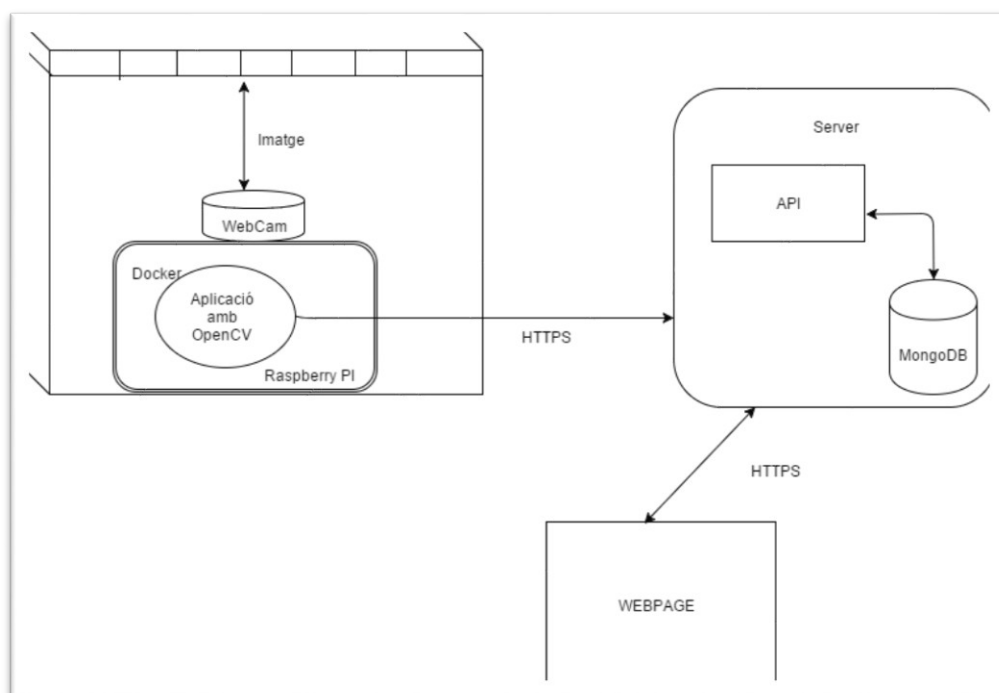 Server
Imatge
API
WebCam
Docker
Aplicació
amb
OpenCV
HTTPS
MongoDB
Raspberry PI
HTTPS
WEBPAGE